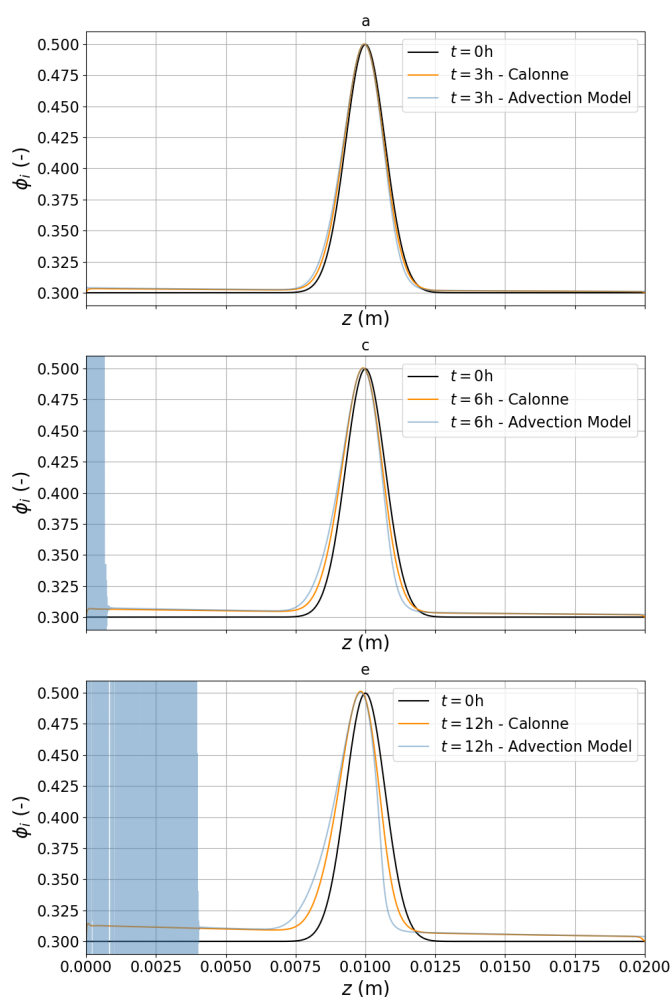 a
0.500
0.475
0.450
0.425
0.400
0.375
0.350
0.325
0.300
ϕi (-)
t = 0h
t = 3h - Calonne
t = 3h - Advection Model
z (m)
c
0.500
0.475
0.450
0.425
0.400
0.375
0.350
0.325
0.300
ϕi (-)
t = 0h
t = 6h - Calonne
t = 6h - Advection Model
z (m)
e
0.500
0.475
0.450
0.425
0.400
0.375
0.350
0.325
0.300
ϕi (-)
t = 0h
t = 12h - Calonne
t = 12h - Advection Model
0.0000 0.0025 0.0050 0.0075 0.0100 0.0125 0.0150 0.0175 0.0200
z (m)